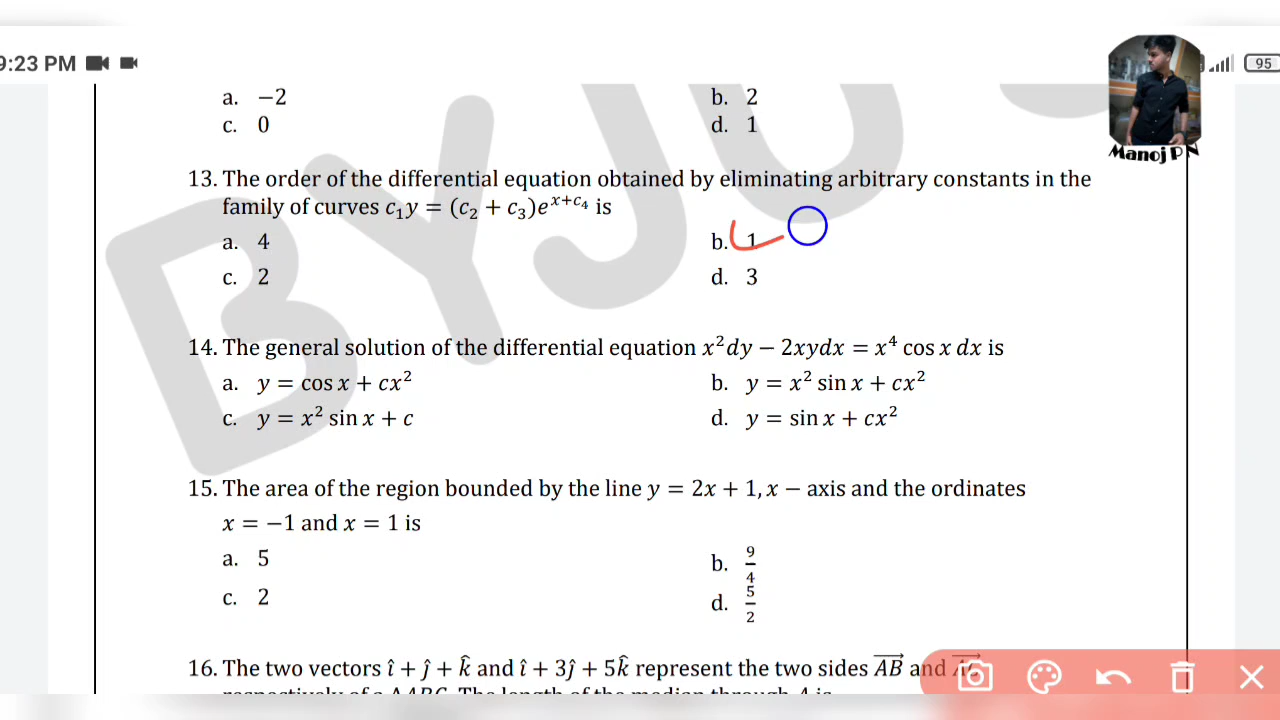 9:23 PM
95
Manoj PN
a. −2 b. 2
c. 0 d. 1
13. The order of the differential equation obtained by eliminating arbitrary constants in the
family of curves c₁y = (c₂ + c₃)eˣ⁺ᶜ⁴ is
a. 4 b. 1
c. 2 d. 3
14. The general solution of the differential equation x²dy − 2xydx = x⁴ cos x dx is
a. y = cos x + cx² b. y = x² sin x + cx²
c. y = x² sin x + c d. y = sin x + cx²
15. The area of the region bounded by the line y = 2x + 1, x − axis and the ordinates
x = −1 and x = 1 is
a. 5 b. 9/4
c. 2 d. 5/2
16. The two vectors î + ĵ + k̂ and î + 3ĵ + 5k̂ represent the two sides AB and
BYJU'S